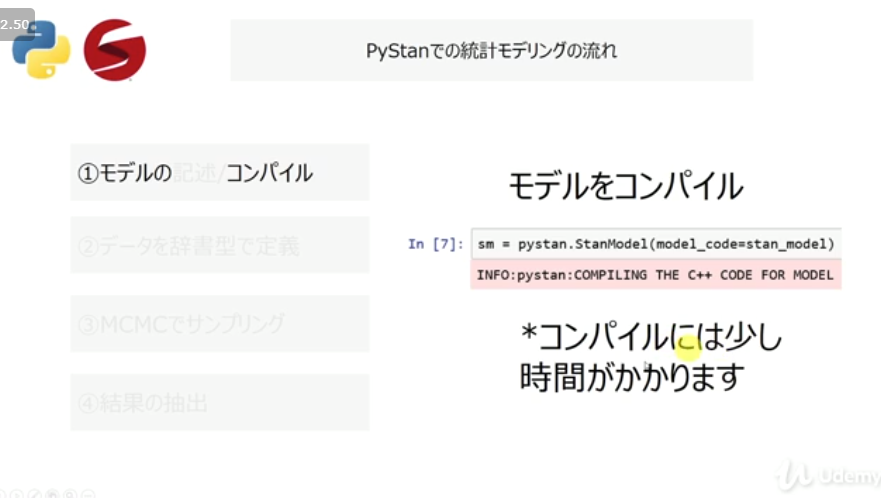 2.50
PyStanでの統計モデリングの流れ
①モデルの記述/コンパイル
②データを辞書型で定義
③MCMCでサンプリング
④結果の抽出
モデルをコンパイル
In [7]: sm = pystan.StanModel(model_code=stan_model)
INFO:pystan:COMPILING THE C++ CODE FOR MODEL
*コンパイルには少し
時間がかかります
Udemy